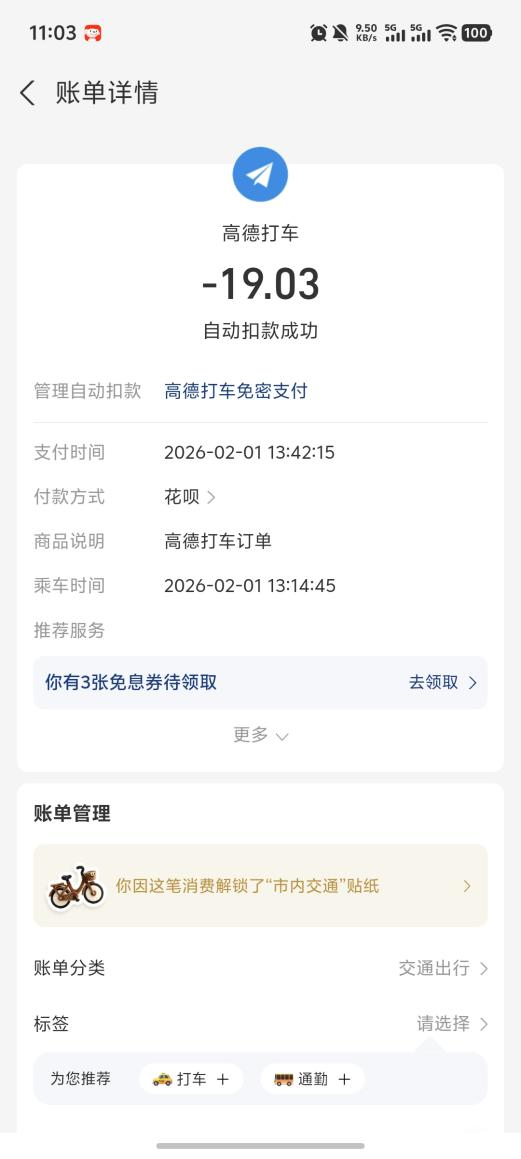 11:03 9.50 KB/s 5G 5G 100
账单详情
高德打车
-19.03
自动扣款成功
管理自动扣款 高德打车免密支付
支付时间 2026-02-01 13:42:15
付款方式 花呗
商品说明 高德打车订单
乘车时间 2026-02-01 13:14:45
推荐服务
你有3张免息券待领取 去领取
更多
账单管理
你因这笔消费解锁了“市内交通”贴纸
账单分类 交通出行
标签 请选择
为您推荐 打车 + 通勤 +